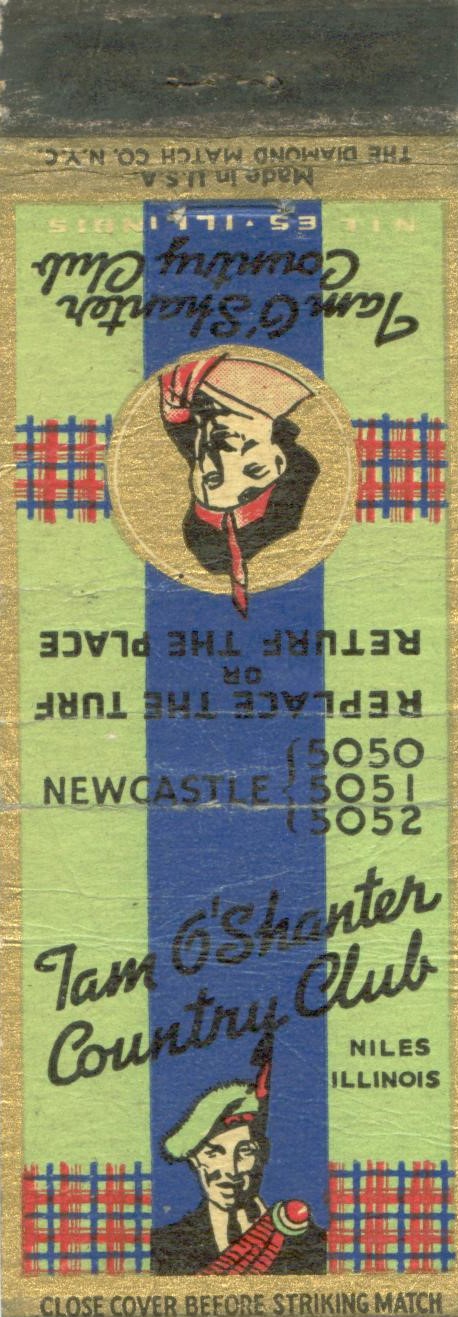 REPLACE THE TURF
OR
RETURF THE PLACE
Tam O'Shanter
Country Club
NILES · ILLINOIS
Made in U.S.A.
THE DIAMOND MATCH CO. N.Y.C.
5050
NEWCASTLE 5051
5052
Tam O'Shanter
Country Club
NILES
ILLINOIS
CLOSE COVER BEFORE STRIKING MATCH